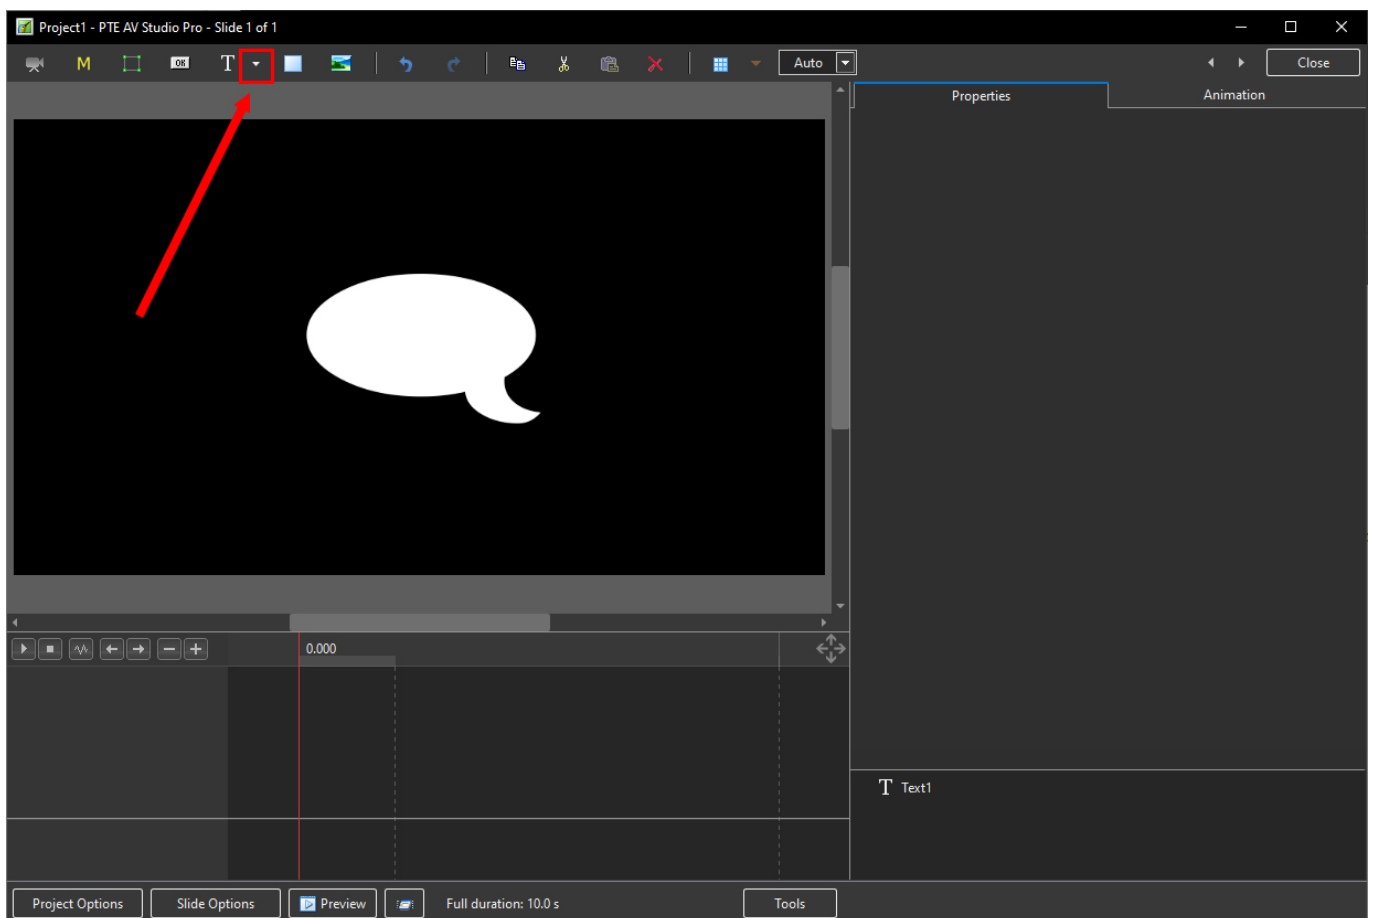 Project1 - PTE AV Studio Pro - Slide 1 of 1
M OK T Auto Close
Properties Animation
0.000
T Text1
Project Options Slide Options Preview Full duration: 10.0 s Tools